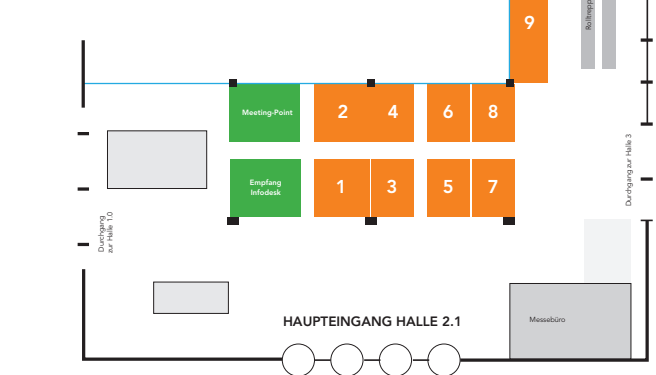 9
Rolltrepp
Meeting-Point
2
4
6
8
Durchgang zur Halle 3
Empfang
Infodesk
1
3
5
7
Durchgang
zur Halle 1.0
HAUPTEINGANG HALLE 2.1
Messebüro